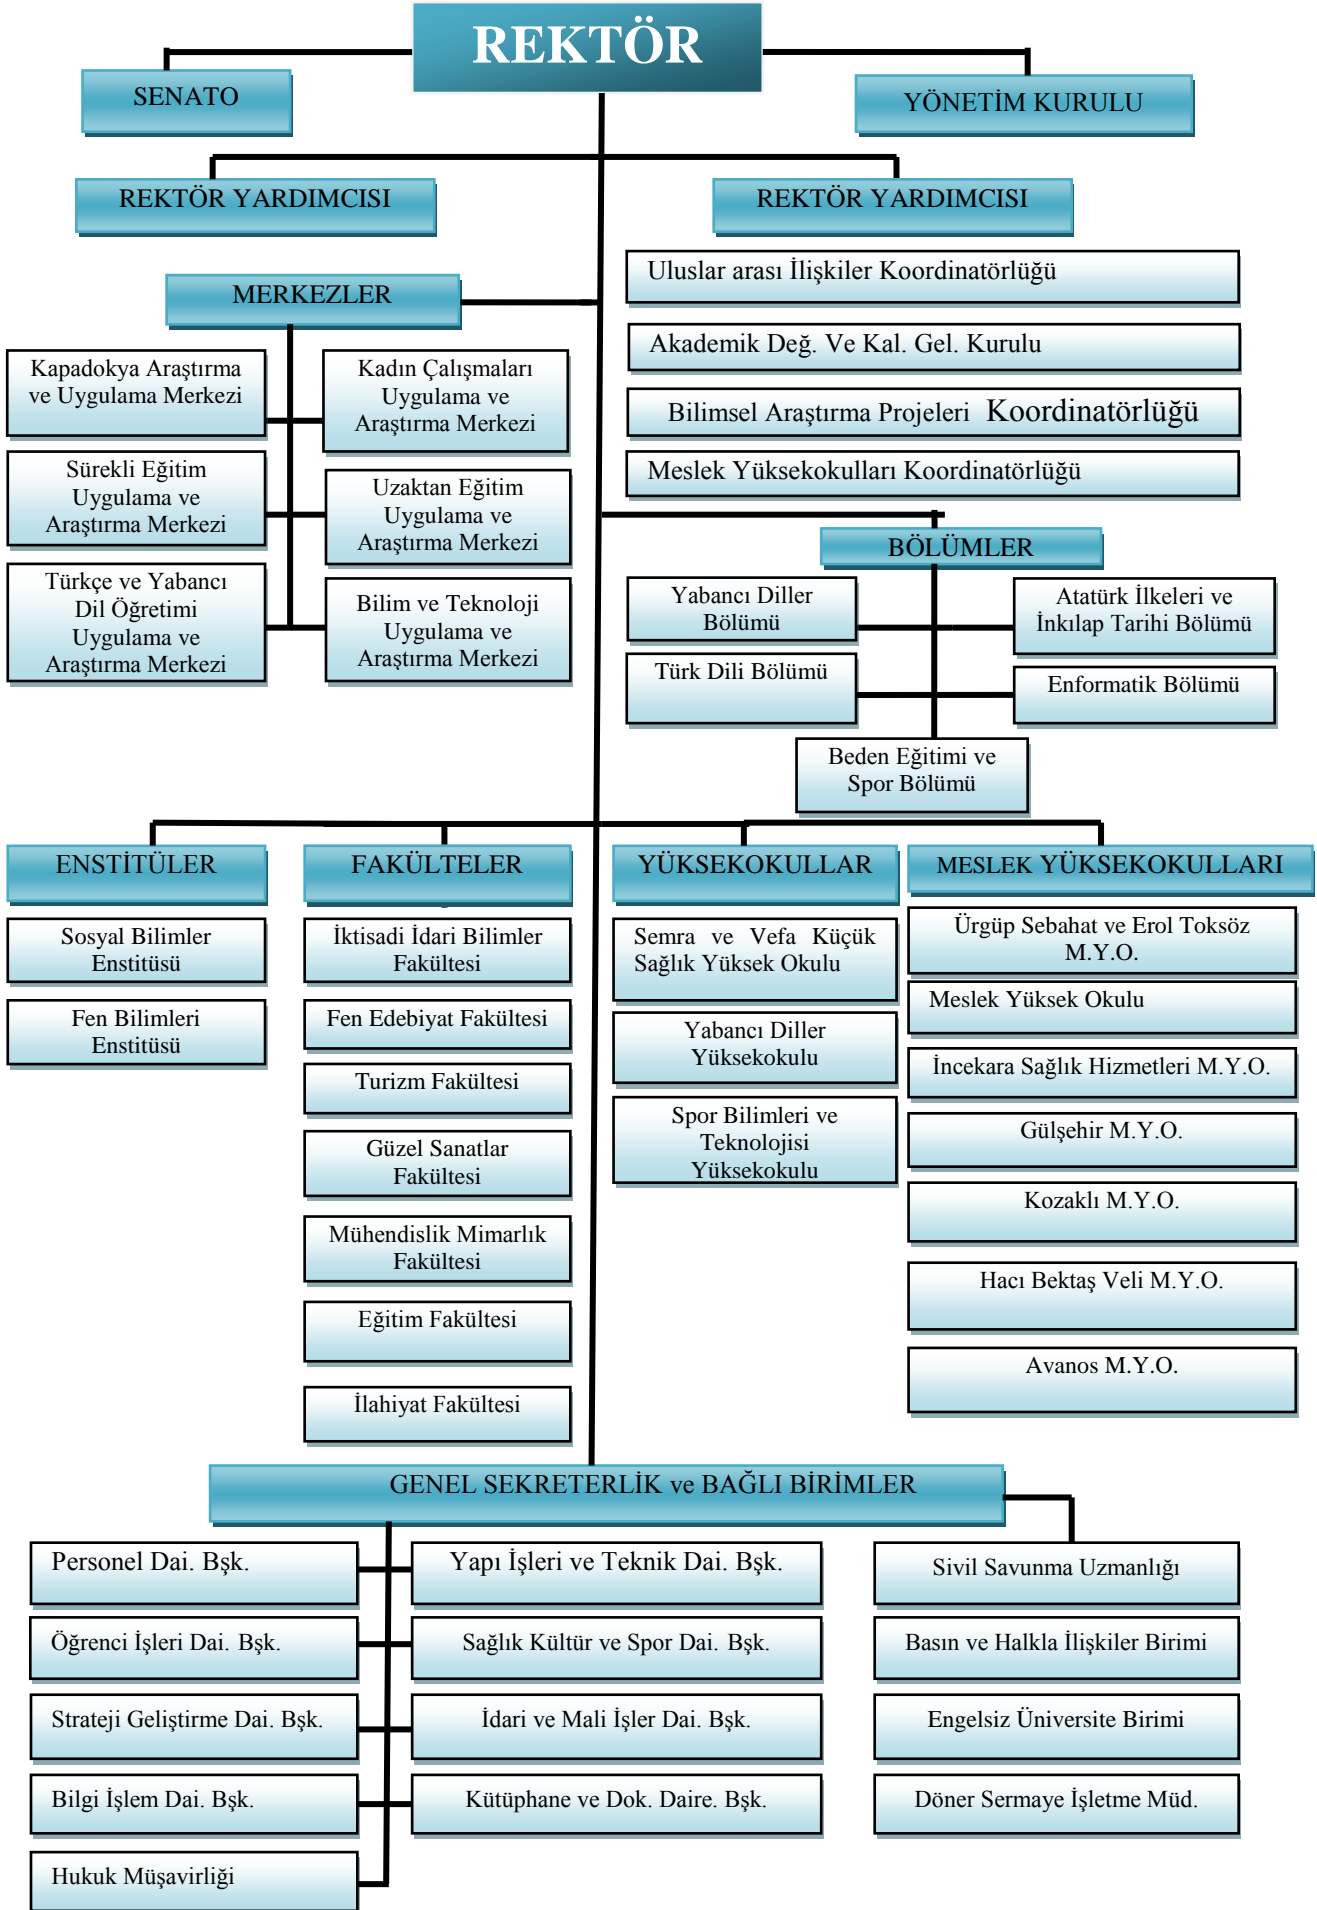 REKTÖR
SENATO
YÖNETİM KURULU
REKTÖR YARDIMCISI
REKTÖR YARDIMCISI
MERKEZLER
Kapadokya Araştırma
ve Uygulama Merkezi
Kadın Çalışmaları
Uygulama ve
Araştırma Merkezi
Sürekli Eğitim
Uygulama ve
Araştırma Merkezi
Uzaktan Eğitim
Uygulama ve
Araştırma Merkezi
Türkçe ve Yabancı
Dil Öğretimi
Uygulama ve
Araştırma Merkezi
Bilim ve Teknoloji
Uygulama ve
Araştırma Merkezi
Uluslar arası İlişkiler Koordinatörlüğü
Akademik Değ. Ve Kal. Gel. Kurulu
Bilimsel Araştırma Projeleri Koordinatörlüğü
Meslek Yüksekokulları Koordinatörlüğü
BÖLÜMLER
Yabancı Diller
Bölümü
Atatürk İlkeleri ve
İnkılap Tarihi Bölümü
Türk Dili Bölümü
Enformatik Bölümü
Beden Eğitimi ve
Spor Bölümü
ENSTİTÜLER
Sosyal Bilimler
Enstitüsü
Fen Bilimleri
Enstitüsü
FAKÜLTELER
İktisadi İdari Bilimler
Fakültesi
Fen Edebiyat Fakültesi
Turizm Fakültesi
Güzel Sanatlar
Fakültesi
Mühendislik Mimarlık
Fakültesi
Eğitim Fakültesi
İlahiyat Fakültesi
YÜKSEKOKULLAR
Semra ve Vefa Küçük
Sağlık Yüksek Okulu
Yabancı Diller
Yüksekokulu
Spor Bilimleri ve
Teknolojisi
Yüksekokulu
MESLEK YÜKSEKOKULLARI
Ürgüp Sebahat ve Erol Toksöz
M.Y.O.
Meslek Yüksek Okulu
İncekara Sağlık Hizmetleri M.Y.O.
Gülşehir M.Y.O.
Kozaklı M.Y.O.
Hacı Bektaş Veli M.Y.O.
Avanos M.Y.O.
GENEL SEKRETERLİK ve BAĞLI BİRİMLER
Personel Dai. Bşk.
Yapı İşleri ve Teknik Dai. Bşk.
Sivil Savunma Uzmanlığı
Öğrenci İşleri Dai. Bşk.
Sağlık Kültür ve Spor Dai. Bşk.
Basın ve Halkla İlişkiler Birimi
Strateji Geliştirme Dai. Bşk.
İdari ve Mali İşler Dai. Bşk.
Engelsiz Üniversite Birimi
Bilgi İşlem Dai. Bşk.
Kütüphane ve Dok. Daire. Bşk.
Döner Sermaye İşletme Müd.
Hukuk Müşavirliği